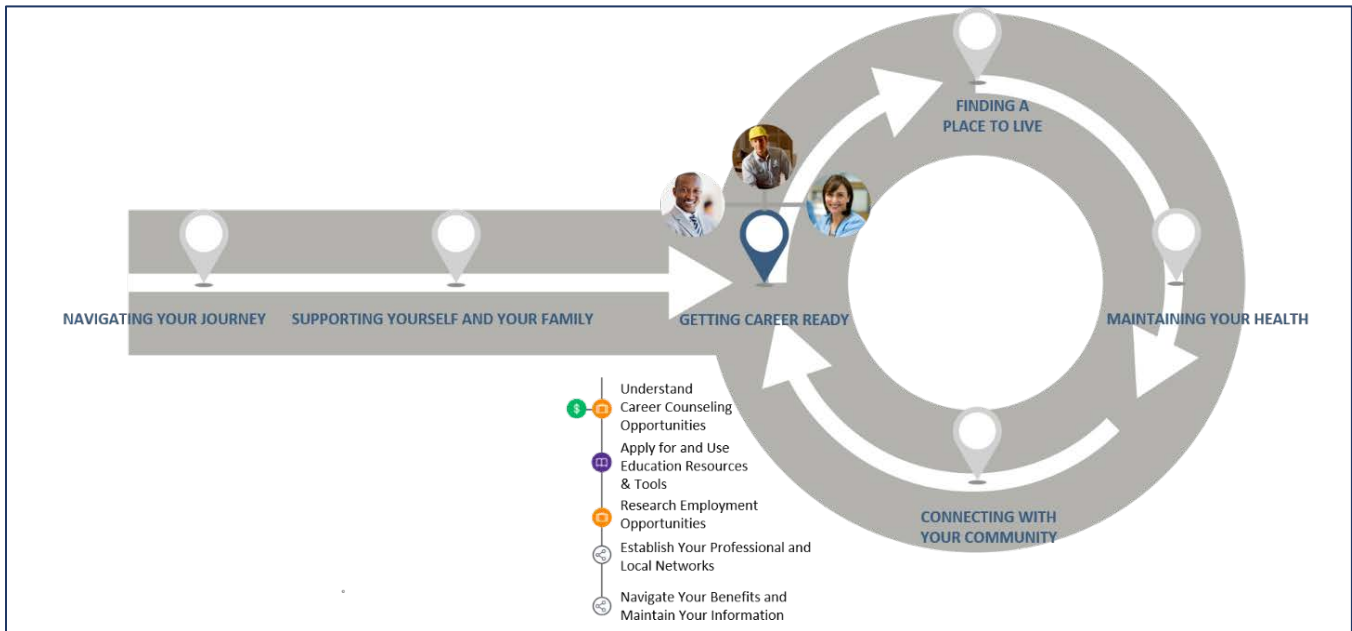 FINDING A
PLACE TO LIVE
NAVIGATING YOUR JOURNEY
SUPPORTING YOURSELF AND YOUR FAMILY
GETTING CAREER READY
MAINTAINING YOUR HEALTH
CONNECTING WITH
YOUR COMMUNITY
$
Understand
Career Counseling
Opportunities
Apply for and Use
Education Resources
& Tools
Research Employment
Opportunities
Establish Your Professional and
Local Networks
Navigate Your Benefits and
Maintain Your Information